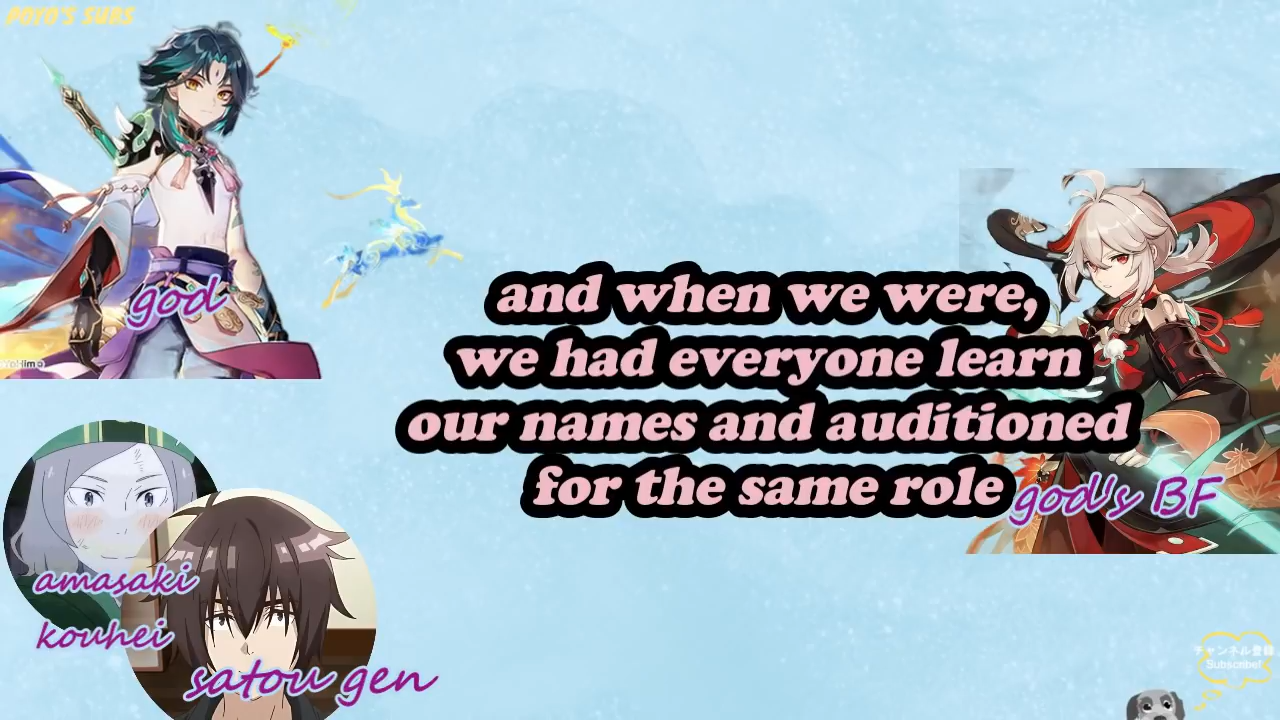 POYO'S SUBS
god
and when we were,
we had everyone learn
our names and auditioned
for the same role
god's BF
amasaki
kouhei
satou gen
チャンネル登録
Subscribe!